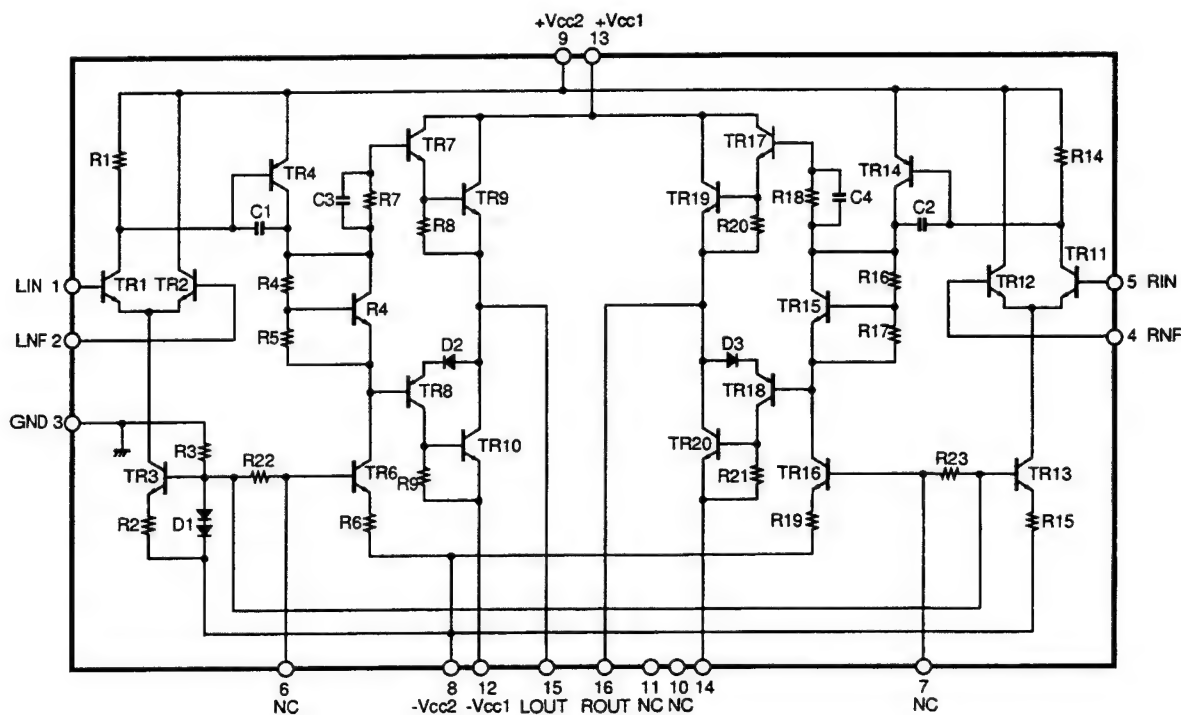 +Vcc2 +Vcc1
9 13
R1
TR4
C1
TR7
C3
R7
TR9
R8
TR17
TR19
R18
C4
R20
TR14
C2
R14
LIN 1
TR1
TR2
R4
R4
R5
R16
TR15
R17
TR12
TR11
5 RIN
LNF 2
4 RNF
D2
TR8
D3
TR18
GND 3
R3
R22
TR3
TR6
TR10
R9
TR20
R21
TR16
R23
TR13
R2
D1
R6
R19
R15
6
NC
8
-Vcc2
12
-Vcc1
15
LOUT
16
ROUT
11
NC
10
NC
14
7
NC